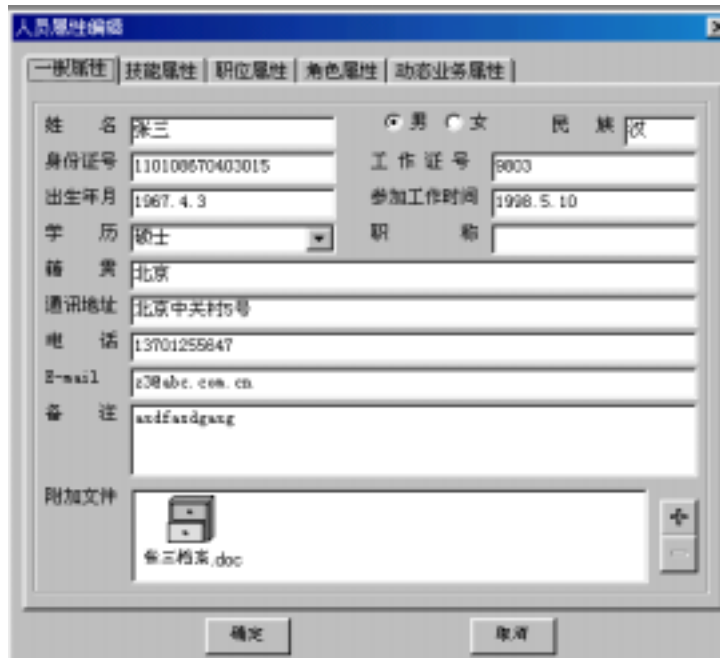 人员属性编辑
一般属性 技能属性 职位属性 角色属性 动态业务属性
姓 名 张三 男 女 民 族 汉
身份证号 110108670403015 工作证号 9803
出生年月 1967.4.3 参加工作时间 1998.5.10
学 历 硕士 职 称
籍 贯 北京
通讯地址 北京中关村5号
电 话 13701255647
E-mail z3@abc.com.cn
备 注 asdfasdgasg
附加文件
张三档案.doc
确定 取消